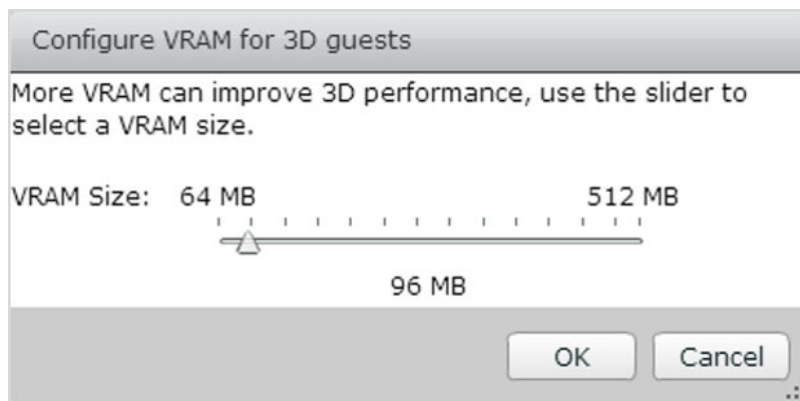 Configure VRAM for 3D guests
More VRAM can improve 3D performance, use the slider to
select a VRAM size.
VRAM Size: 64 MB 512 MB
96 MB
OK Cancel